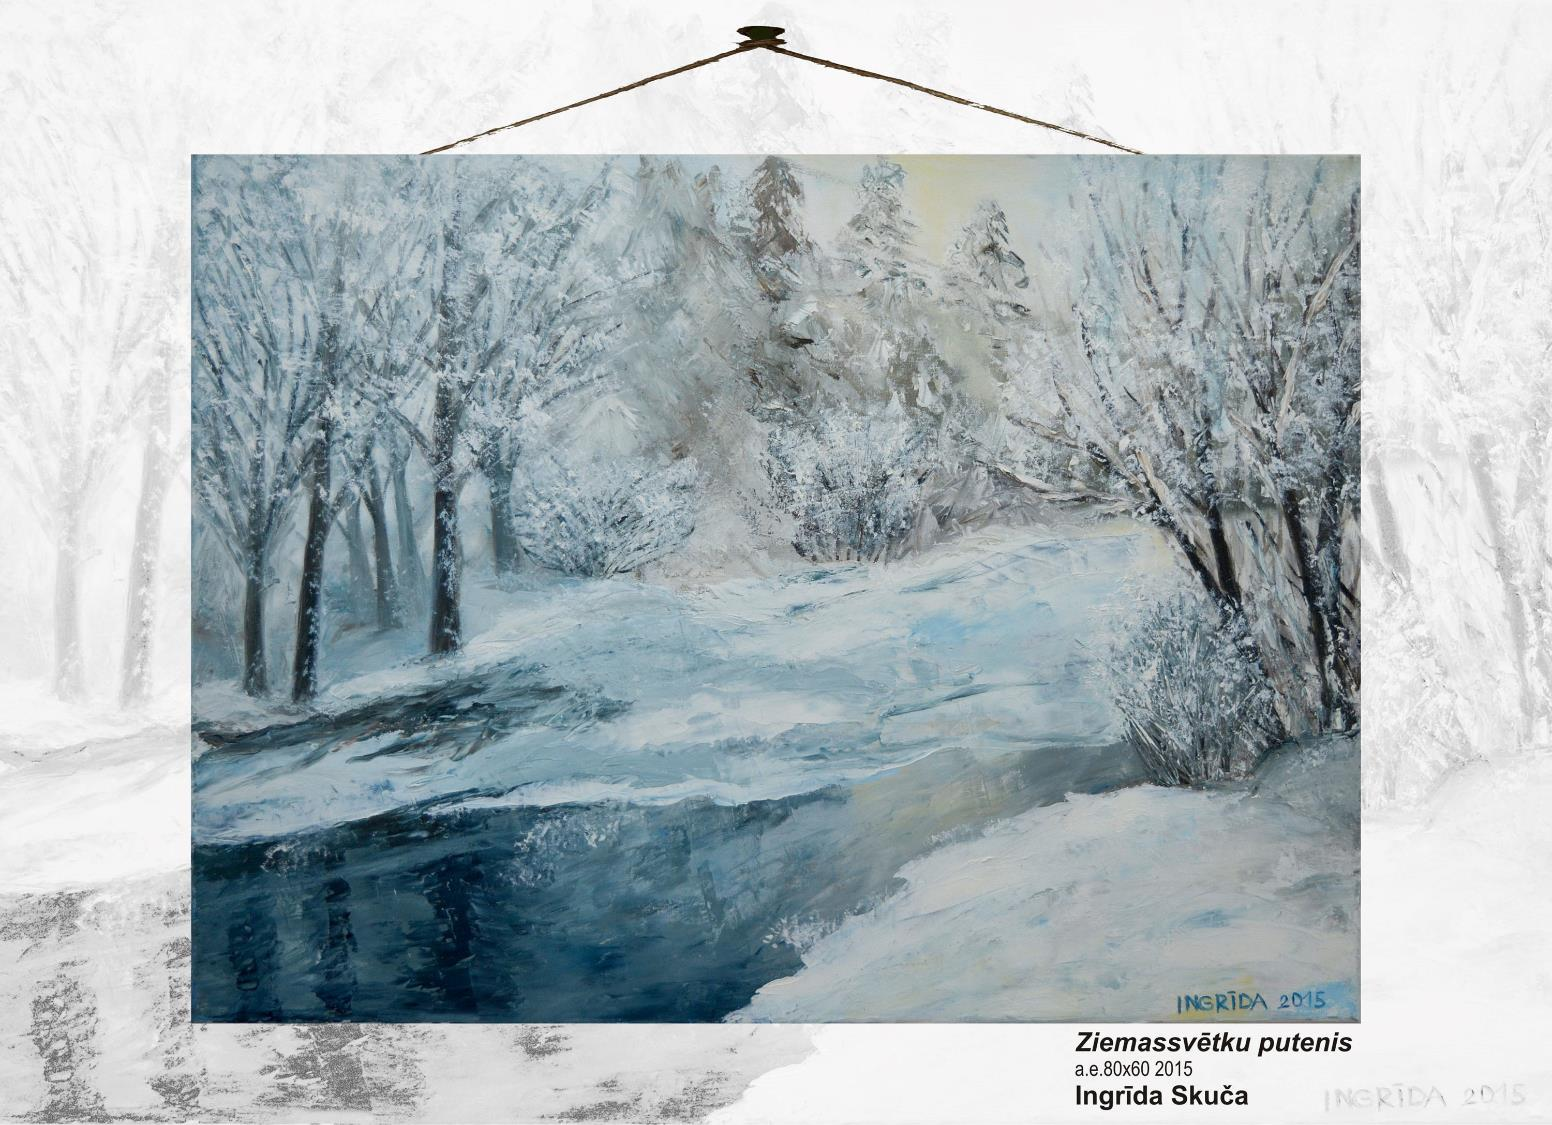 INGRĪDA 2015
Ziemassvētku putenis
a.e.80x60 2015
Ingrīda Skuča
INGRĪDA 2015